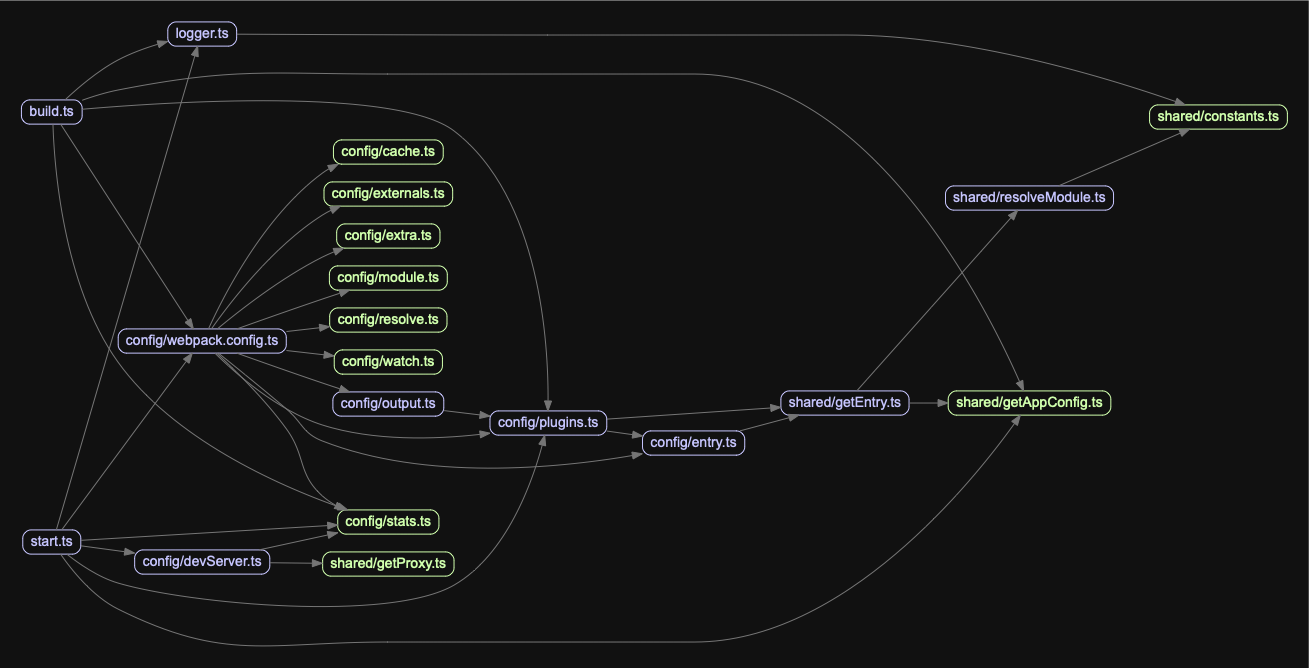 logger.ts
build.ts
shared/constants.ts
config/cache.ts
config/externals.ts
shared/resolveModule.ts
config/extra.ts
config/module.ts
config/resolve.ts
config/webpack.config.ts
config/watch.ts
config/output.ts
shared/getEntry.ts
shared/getAppConfig.ts
config/plugins.ts
config/entry.ts
config/stats.ts
start.ts
config/devServer.ts
shared/getProxy.ts